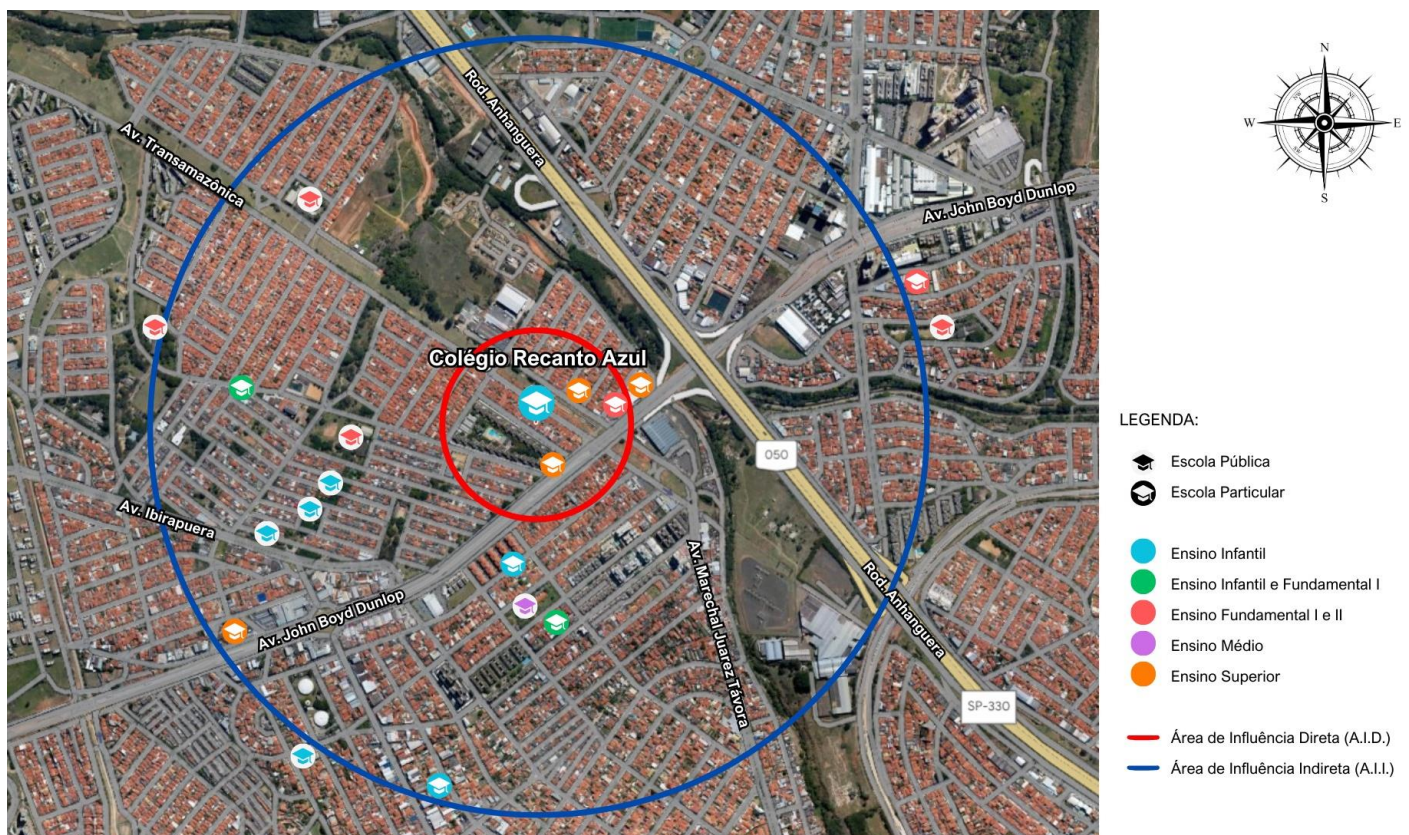 Rod. Anhanguera
Av. Transamazônica
Av. John Boyd Dunlop
Colégio Recanto Azul
050
Av. Ibirapuera
Av. John Boyd Dunlop
Av. Marechal Juarez Távora
Rod. Anhanguera
SP-330
N
W
E
S
LEGENDA:
Escola Pública
Escola Particular
Ensino Infantil
Ensino Infantil e Fundamental I
Ensino Fundamental I e II
Ensino Médio
Ensino Superior
Área de Influência Direta (A.I.D.)
Área de Influência Indireta (A.I.I.)